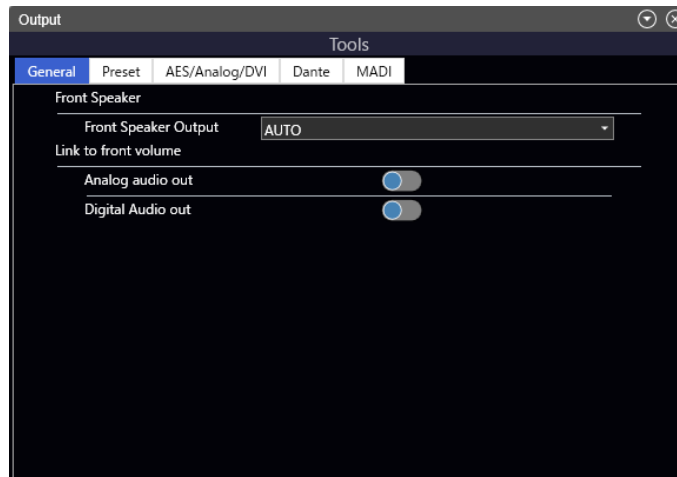 Output
Tools
General Preset AES/Analog/DVI Dante MADI
Front Speaker
Front Speaker Output AUTO
Link to front volume
Analog audio out
Digital Audio out